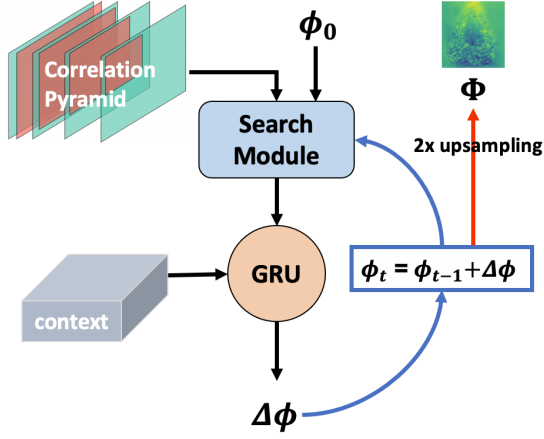 Correlation
Pyramid
ϕ₀
Φ
Search
Module
2x upsampling
GRU
ϕₜ = ϕₜ₋₁+Δϕ
context
Δϕ